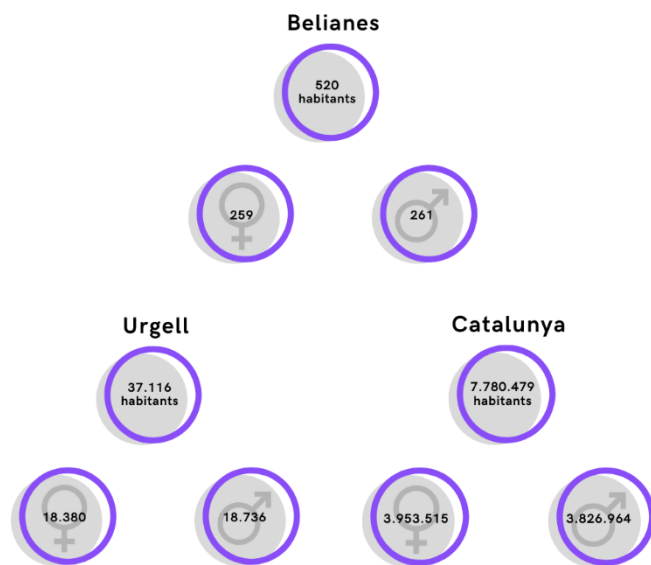 Belianes
520
habitants
259
261
Urgell
37.116
habitants
18.380
18.736
Catalunya
7.780.479
habitants
3.953.515
3.826.964